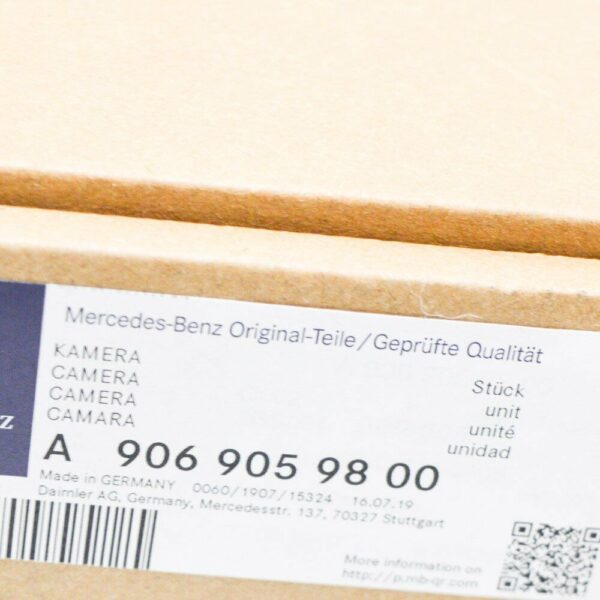 Mercedes-Benz Original-Teile/Geprüfte Qualität
KAMERA
CAMERA
CAMERA
CAMARA
Stück
unit
unité
unidad
z
A 906 905 98 00
Made in GERMANY 0060/1907/15324 16.07.19
Daimler AG, Germany, Mercedesstr. 137, 70327 Stuttgart
More information on
http://p.mb-qr.com